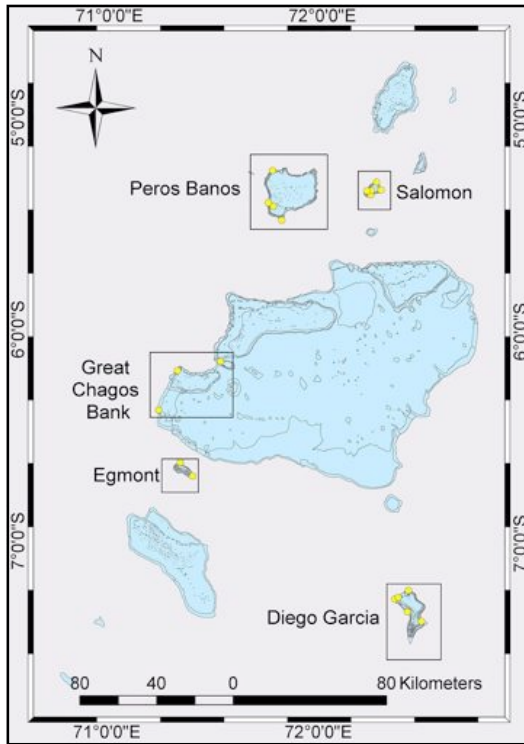 71°0'0"E 72°0'0"E
N
5°0'0"S 5°0'0"S
Peros Banos
Salomon
6°0'0"S 6°0'0"S
Great
Chagos
Bank
Egmont
7°0'0"S 7°0'0"S
Diego Garcia
80 40 20 0 80 Kilometers
71°0'0"E 72°0'0"E